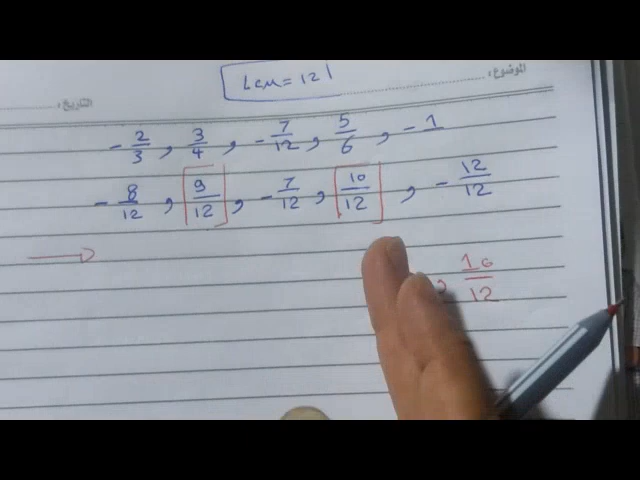 الموضوع:
التاريخ:
LCM = 12
-2/3 , 3/4 , -7/12 , 5/6 , -1
-8/12 , 9/12 , -7/12 , 10/12 , -12/12
, 10/12